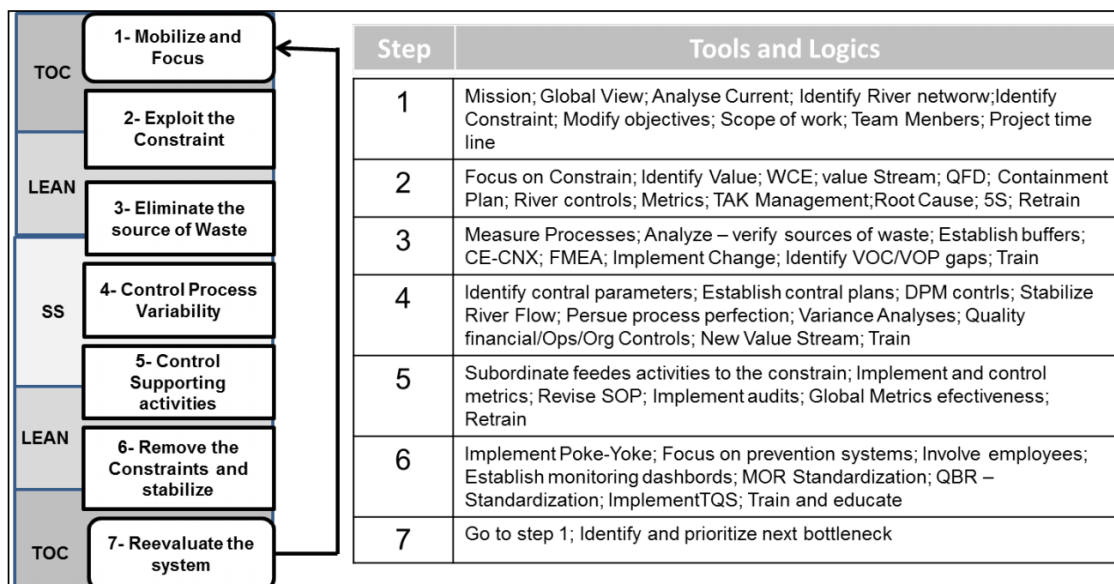 TOC
LEAN
SS
LEAN
TOC
1- Mobilize and
Focus
2- Exploit the
Constraint
3- Eliminate the
source of Waste
4- Control Process
Variability
5- Control
Supporting
activities
6- Remove the
Constraints and
stabilize
7- Reevaluate the
system
Step Tools and Logics
1
Mission; Global View; Analyse Current; Identify River networw;Identify
Constraint; Modify objectives; Scope of work; Team Menbers; Project time
line
2
Focus on Constrain; Identify Value; WCE; value Stream; QFD; Containment
Plan; River controls; Metrics; TAK Management;Root Cause; 5S; Retrain
3
Measure Processes; Analyze – verify sources of waste; Establish buffers;
CE-CNX; FMEA; Implement Change; Identify VOC/VOP gaps; Train
4
Identify contral parameters; Establish contral plans; DPM contrls; Stabilize
River Flow; Persue process perfection; Variance Analyses; Quality
financial/Ops/Org Controls; New Value Stream; Train
5
Subordinate feedes activities to the constrain; Implement and control
metrics; Revise SOP; Implement audits; Global Metrics efectiveness;
Retrain
6
Implement Poke-Yoke; Focus on prevention systems; Involve employees;
Establish monitoring dashbords; MOR Standardization; QBR –
Standardization; ImplementTQS; Train and educate
7
Go to step 1; Identify and prioritize next bottleneck